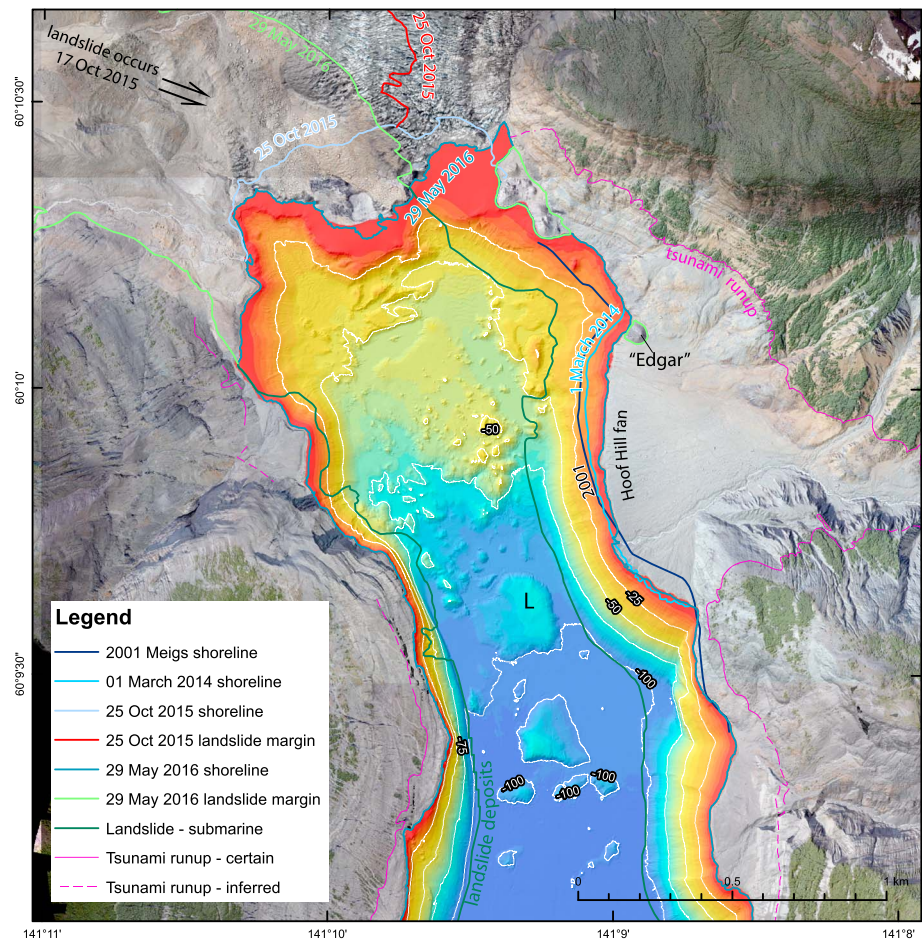 landslide occurs
17 Oct 2015
29 May 2016
25 Oct 2015
25 Oct 2015
29 May 2016
tsunami runup
1 March 2014
"Edgar"
Hoof Hill fan
2001
-50
-25
-50
L
-100
-75
-100
-100
-100
landslide deposits
Legend
2001 Meigs shoreline
01 March 2014 shoreline
25 Oct 2015 shoreline
25 Oct 2015 landslide margin
29 May 2016 shoreline
29 May 2016 landslide margin
Landslide - submarine
Tsunami runup - certain
Tsunami runup - inferred
0 0.5 1 km
60°10'30"
60°10'
60°9'30"
141°11' 141°10' 141°9' 141°8'